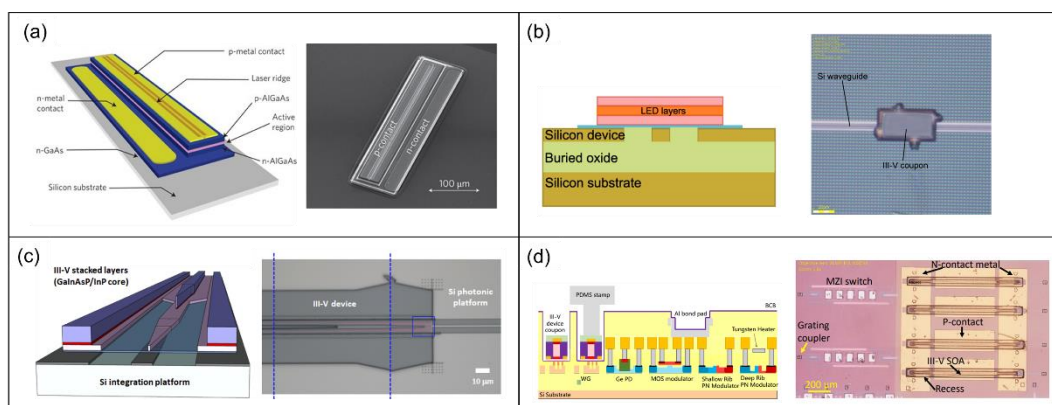 (a)
p-metal contact
Laser ridge
n-metal
contact
p-AlGaAs
Active
region
n-GaAs
n-AlGaAs
Silicon substrate
p-contact
n-contact
100 μm
(b)
LED layers
Silicon device
Buried oxide
Silicon substrate
Si waveguide
III-V coupon
(c)
III-V stacked layers
(GaInAsP/InP core)
Si integration platform
III-V device
Si photonic
platform
10 μm
(d)
PDMS stamp
Al bond pad
BCB
III-V
device
coupon
Tungsten Heater
WG
Ge PD
MOS modulator
Shallow Rib
PN Modulator
Deep Rib
PN Modulator
Si Substrate
N-contact metal
MZI switch
P-contact
Grating
coupler
III-V SOA
200 μm
Recess